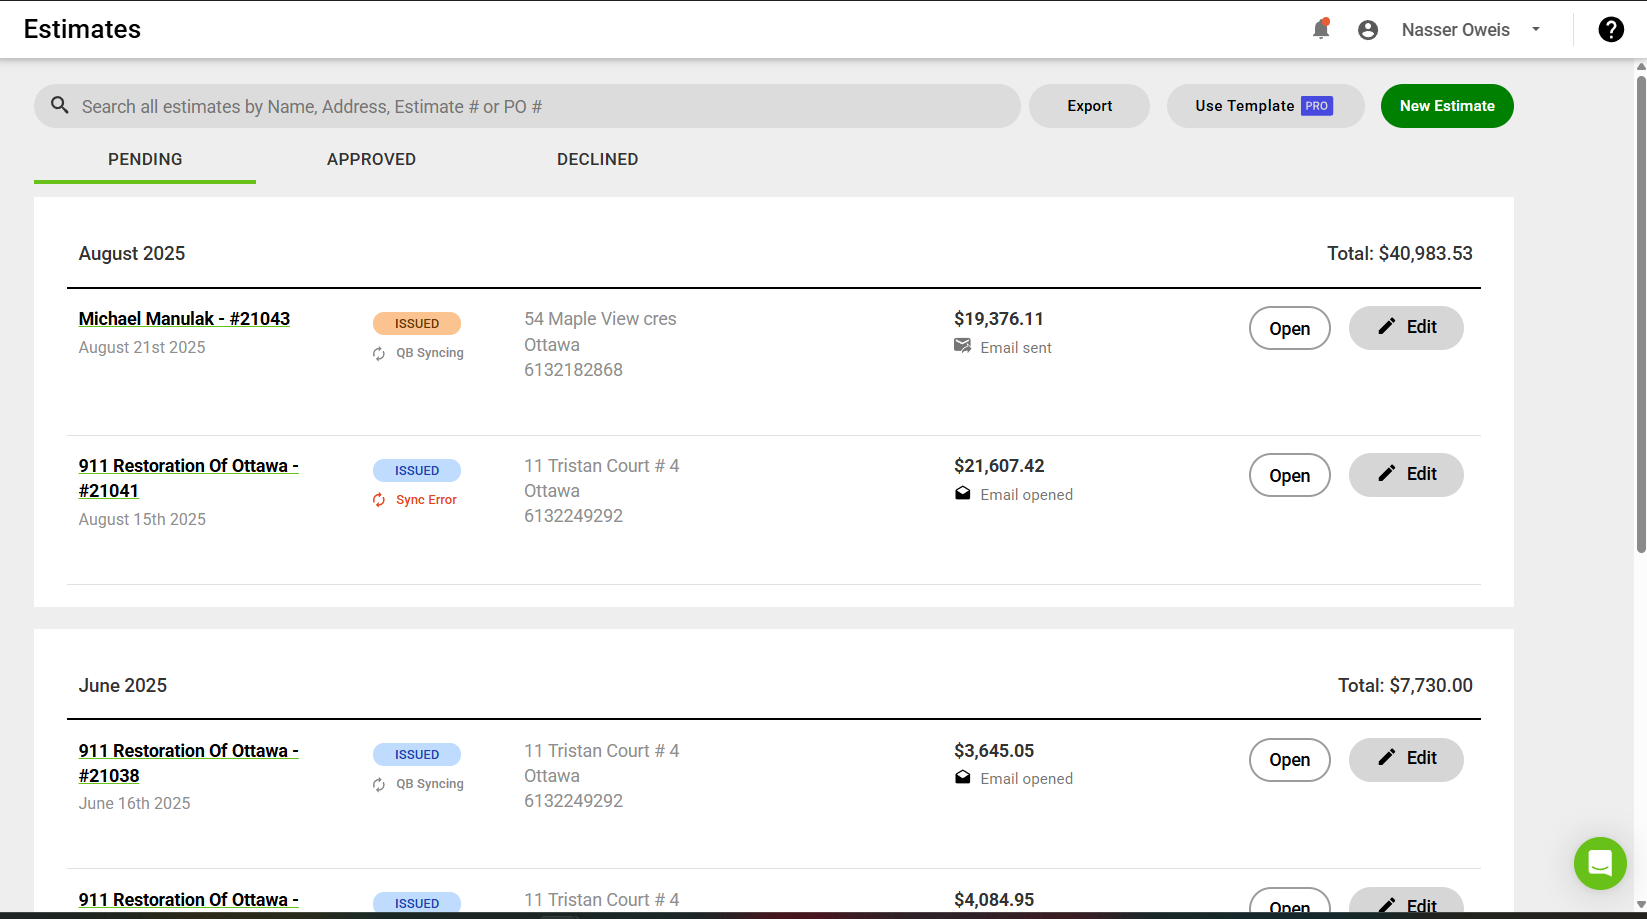 Estimates
Nasser Oweis
Search all estimates by Name, Address, Estimate # or PO #
Export
Use Template PRO
New Estimate
PENDING
APPROVED
DECLINED
August 2025
Total: $40,983.53
Michael Manulak - #21043
August 21st 2025
ISSUED
QB Syncing
54 Maple View cres
Ottawa
6132182868
$19,376.11
Email sent
Open
Edit
911 Restoration Of Ottawa -
#21041
August 15th 2025
ISSUED
Sync Error
11 Tristan Court # 4
Ottawa
6132249292
$21,607.42
Email opened
Open
Edit
June 2025
Total: $7,730.00
911 Restoration Of Ottawa -
#21038
June 16th 2025
ISSUED
QB Syncing
11 Tristan Court # 4
Ottawa
6132249292
$3,645.05
Email opened
Open
Edit
911 Restoration Of Ottawa -
ISSUED
11 Tristan Court # 4
$4,084.95
Open
Edit